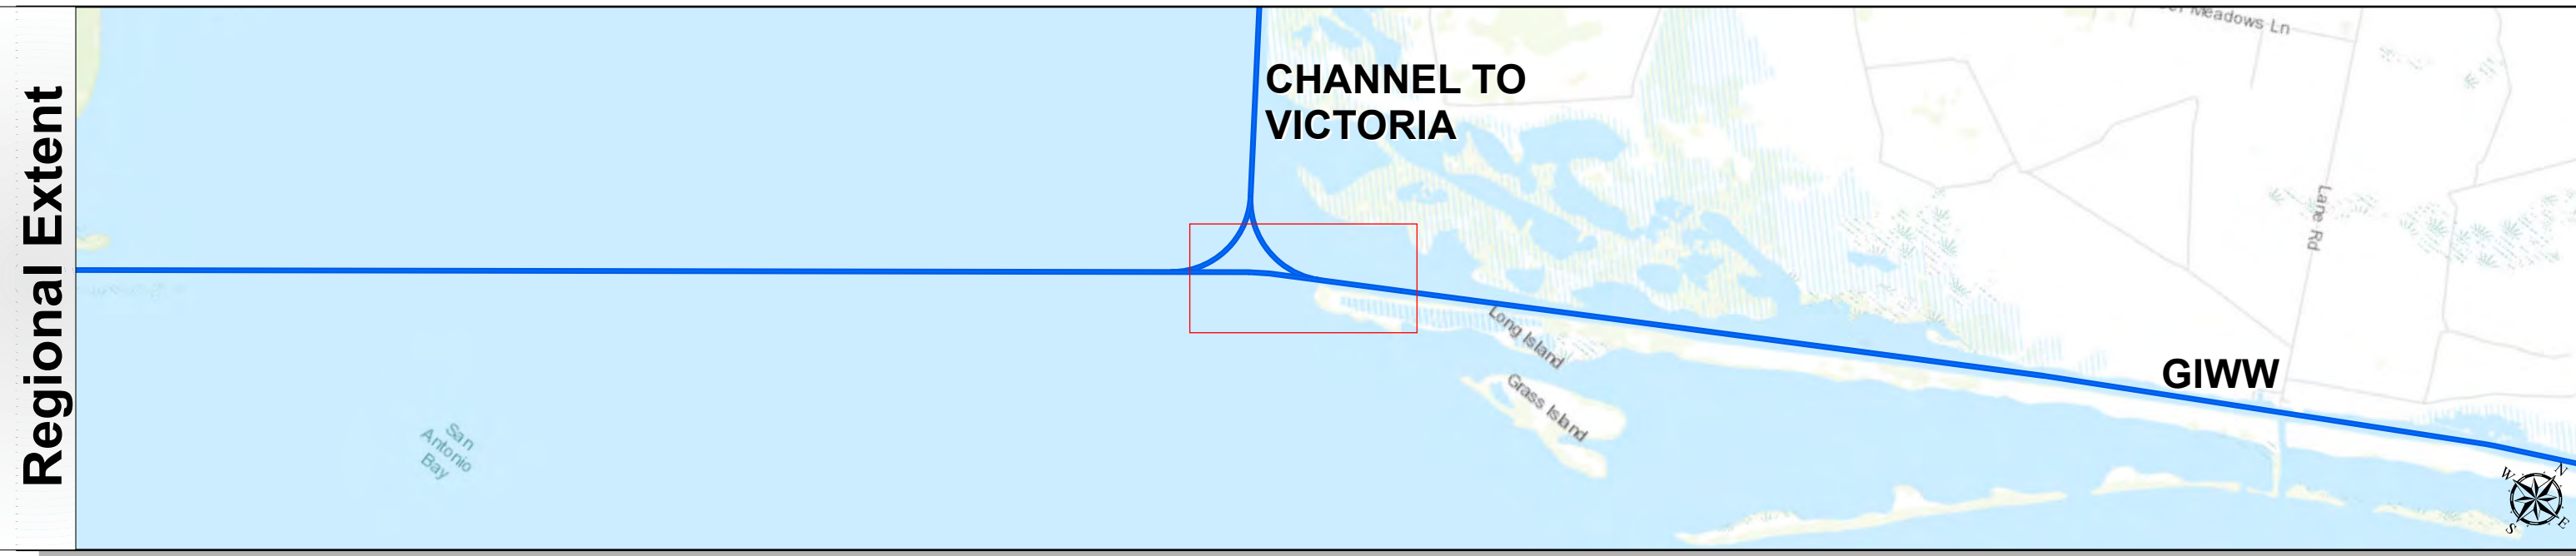 Regional Extent
Meadows Ln
CHANNEL TO
VICTORIA
Lane Rd
Long Island
GIWW
Grass Island
San
Antonio
Bay
W
N
S
E